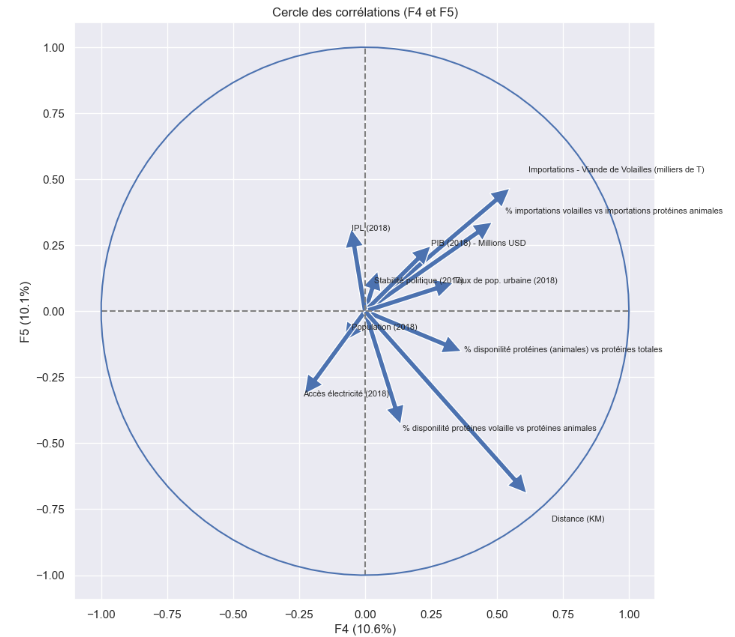 Cercle des corrélations (F4 et F5)
1.00
0.75
Importations - Viande de Volailles (milliers de T)
0.50
% importations volailles vs importations protéines animales
IPL (2018)
PIB (2018) - Millions USD
0.25
Stabilité politique (2017)
Taux de pop. urbaine (2018)
0.00
Population (2018)
% disponilité protéines (animales) vs protéines totales
−0.25
Accès électricité (2018)
% disponilité protéines volaille vs protéines animales
−0.50
−0.75
Distance (KM)
−1.00
F5 (10.1%)
−1.00 −0.75 −0.50 −0.25 0.00 0.25 0.50 0.75 1.00
F4 (10.6%)